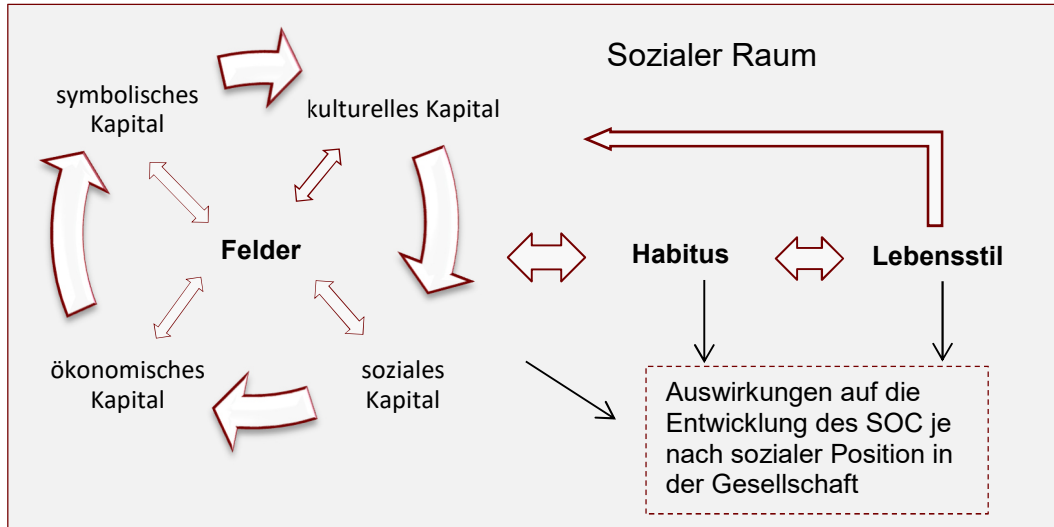 Sozialer Raum
symbolisches
Kapital
kulturelles Kapital
Felder
Habitus
Lebensstil
ökonomisches
Kapital
soziales
Kapital
Auswirkungen auf die
Entwicklung des SOC je
nach sozialer Position in
der Gesellschaft